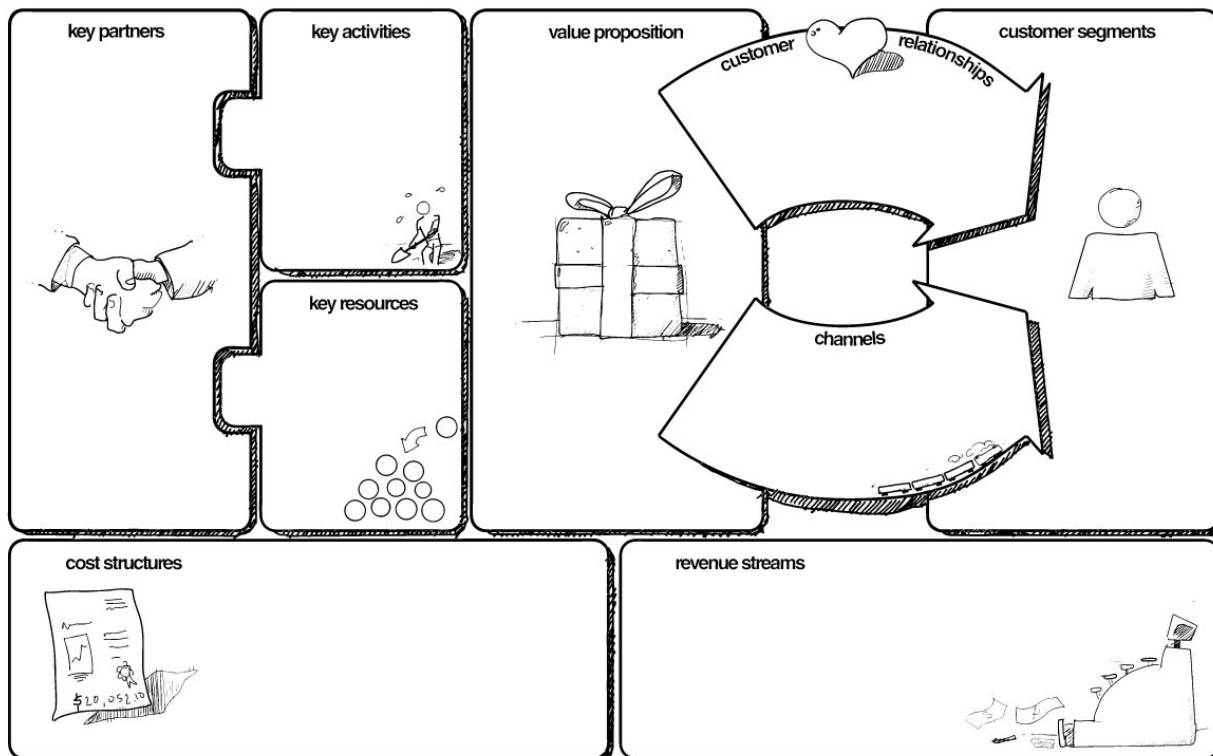 key partners
key activities
value proposition
customer relationships
customer segments
key resources
channels
cost structures
$20,052.10
revenue streams